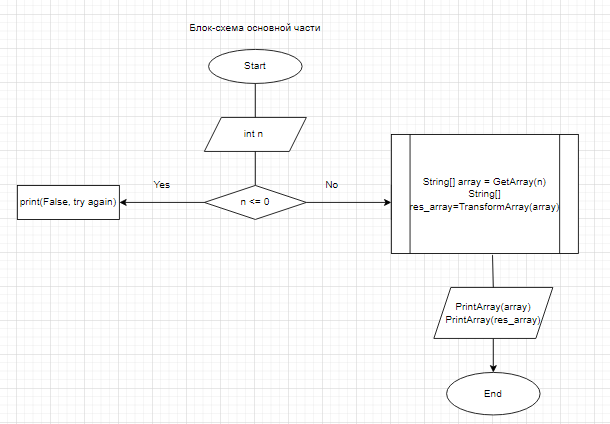 Блок-схема основной части
Start
int n
n <= 0
Yes
No
print(False, try again)
String[] array = GetArray(n)
String[]
res_array=TransformArray(array)
PrintArray(array)
PrintArray(res_array)
End